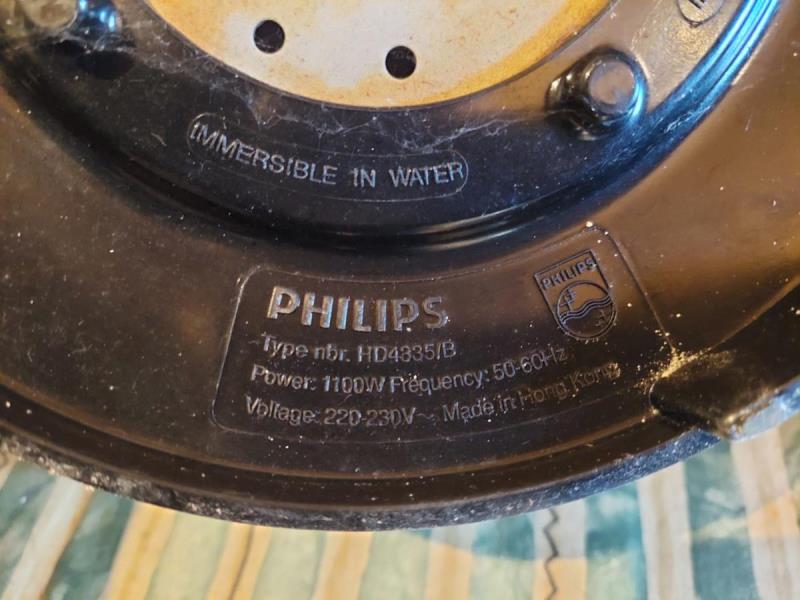 IMMERSIBLE IN WATER
PHILIPS
PHILIPS
Type nbr. HD4335/B
Power: 1100W Frequency: 50-60Hz
Voltage: 220-230V~ Made in Hong Kong